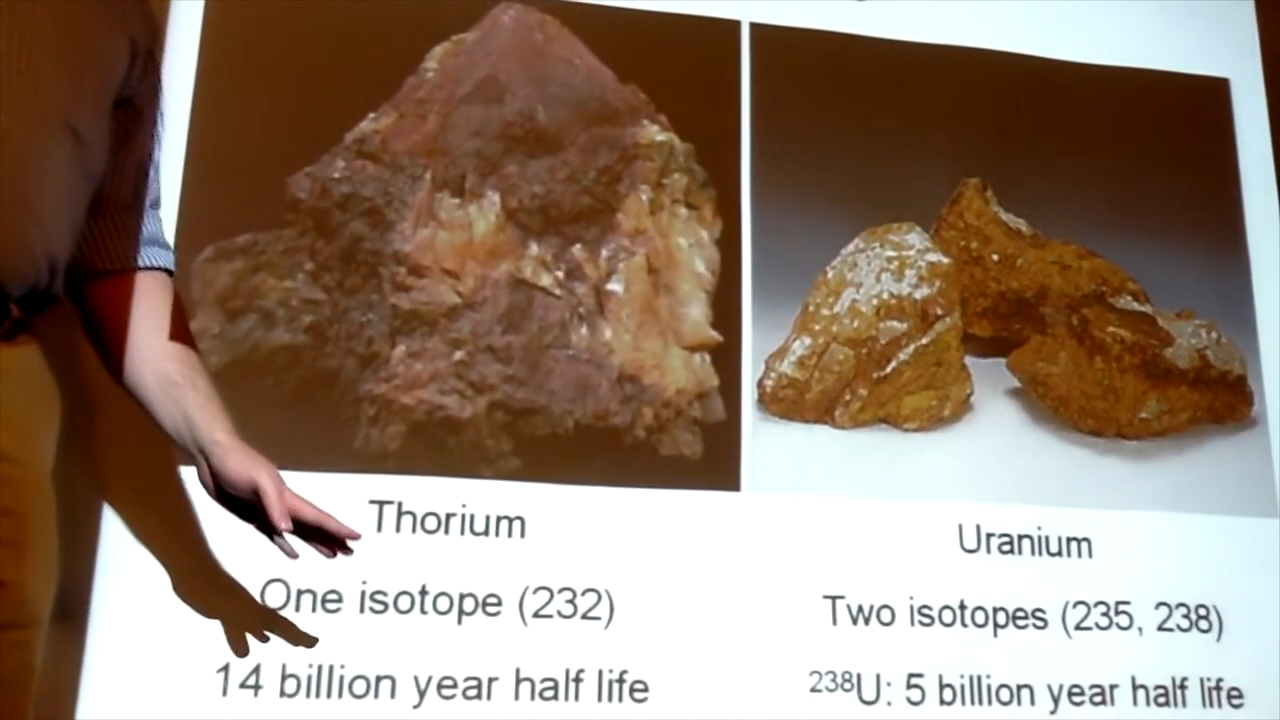 Thorium
One isotope (232)
14 billion year half life
Uranium
Two isotopes (235, 238)
²³⁸U: 5 billion year half life